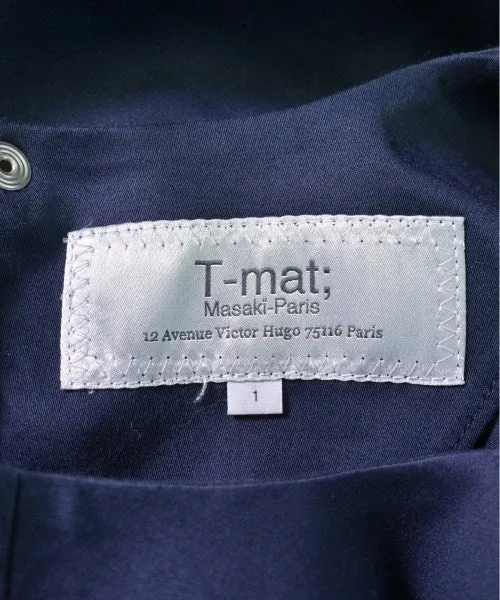 T-mat;
Masaki-Paris
12 Avenue Victor Hugo 75116 Paris
1